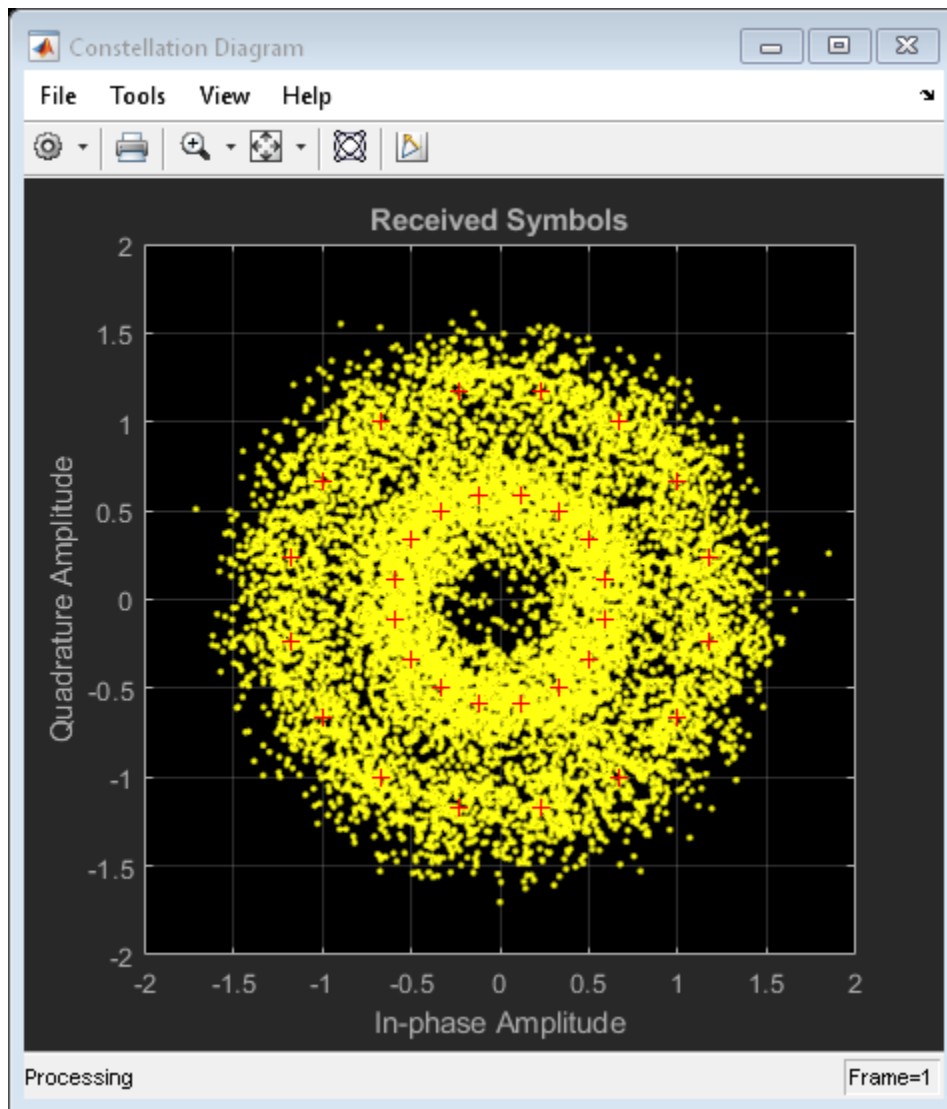 Constellation Diagram
File Tools View Help
Received Symbols
2
1.5
1
0.5
0
-0.5
-1
-1.5
-2
Quadrature Amplitude
-2 -1.5 -1 -0.5 0 0.5 1 1.5 2
In-phase Amplitude
Processing Frame=1